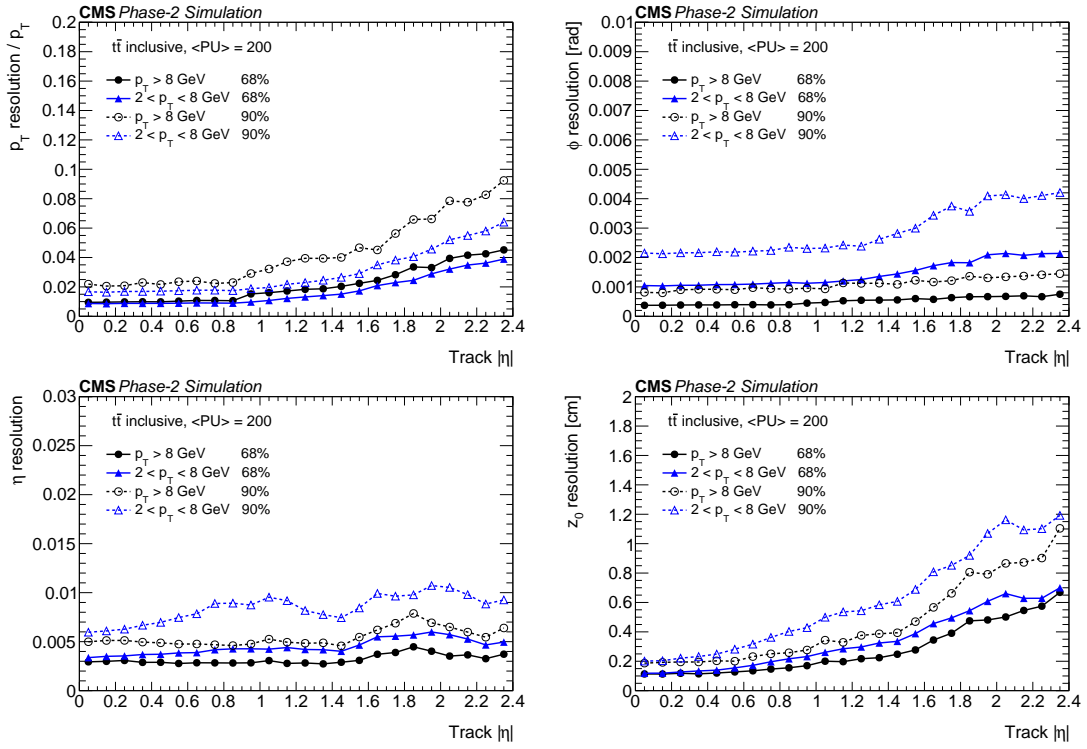 CMS Phase-2 Simulation
tt̄ inclusive, <PU> = 200
p_T > 8 GeV 68%
2 < p_T < 8 GeV 68%
p_T > 8 GeV 90%
2 < p_T < 8 GeV 90%
p_T resolution / p_T
0.2
0.18
0.16
0.14
0.12
0.1
0.08
0.06
0.04
0.02
0
0 0.2 0.4 0.6 0.8 1 1.2 1.4 1.6 1.8 2 2.2 2.4
Track |η|
CMS Phase-2 Simulation
tt̄ inclusive, <PU> = 200
p_T > 8 GeV 68%
2 < p_T < 8 GeV 68%
p_T > 8 GeV 90%
2 < p_T < 8 GeV 90%
ϕ resolution [rad]
0.01
0.009
0.008
0.007
0.006
0.005
0.004
0.003
0.002
0.001
0
0 0.2 0.4 0.6 0.8 1 1.2 1.4 1.6 1.8 2 2.2 2.4
Track |η|
CMS Phase-2 Simulation
tt̄ inclusive, <PU> = 200
p_T > 8 GeV 68%
2 < p_T < 8 GeV 68%
p_T > 8 GeV 90%
2 < p_T < 8 GeV 90%
η resolution
0.03
0.025
0.02
0.015
0.01
0.005
0
0 0.2 0.4 0.6 0.8 1 1.2 1.4 1.6 1.8 2 2.2 2.4
Track |η|
CMS Phase-2 Simulation
tt̄ inclusive, <PU> = 200
p_T > 8 GeV 68%
2 < p_T < 8 GeV 68%
p_T > 8 GeV 90%
2 < p_T < 8 GeV 90%
z_0 resolution [cm]
2
1.8
1.6
1.4
1.2
1
0.8
0.6
0.4
0.2
0
0 0.2 0.4 0.6 0.8 1 1.2 1.4 1.6 1.8 2 2.2 2.4
Track |η|